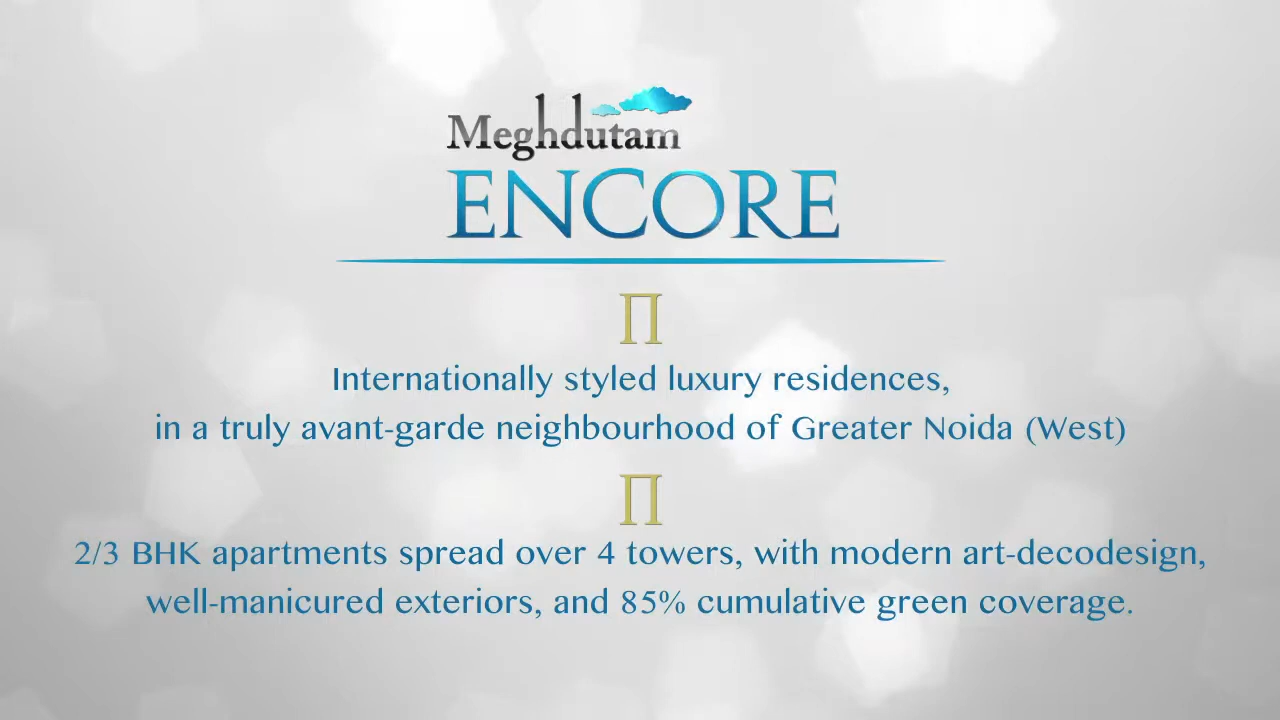 Meghdutam
ENCORE
∏
Internationally styled luxury residences,
in a truly avant-garde neighbourhood of Greater Noida (West)
∏
2/3 BHK apartments spread over 4 towers, with modern art-decodesign,
well-manicured exteriors, and 85% cumulative green coverage.